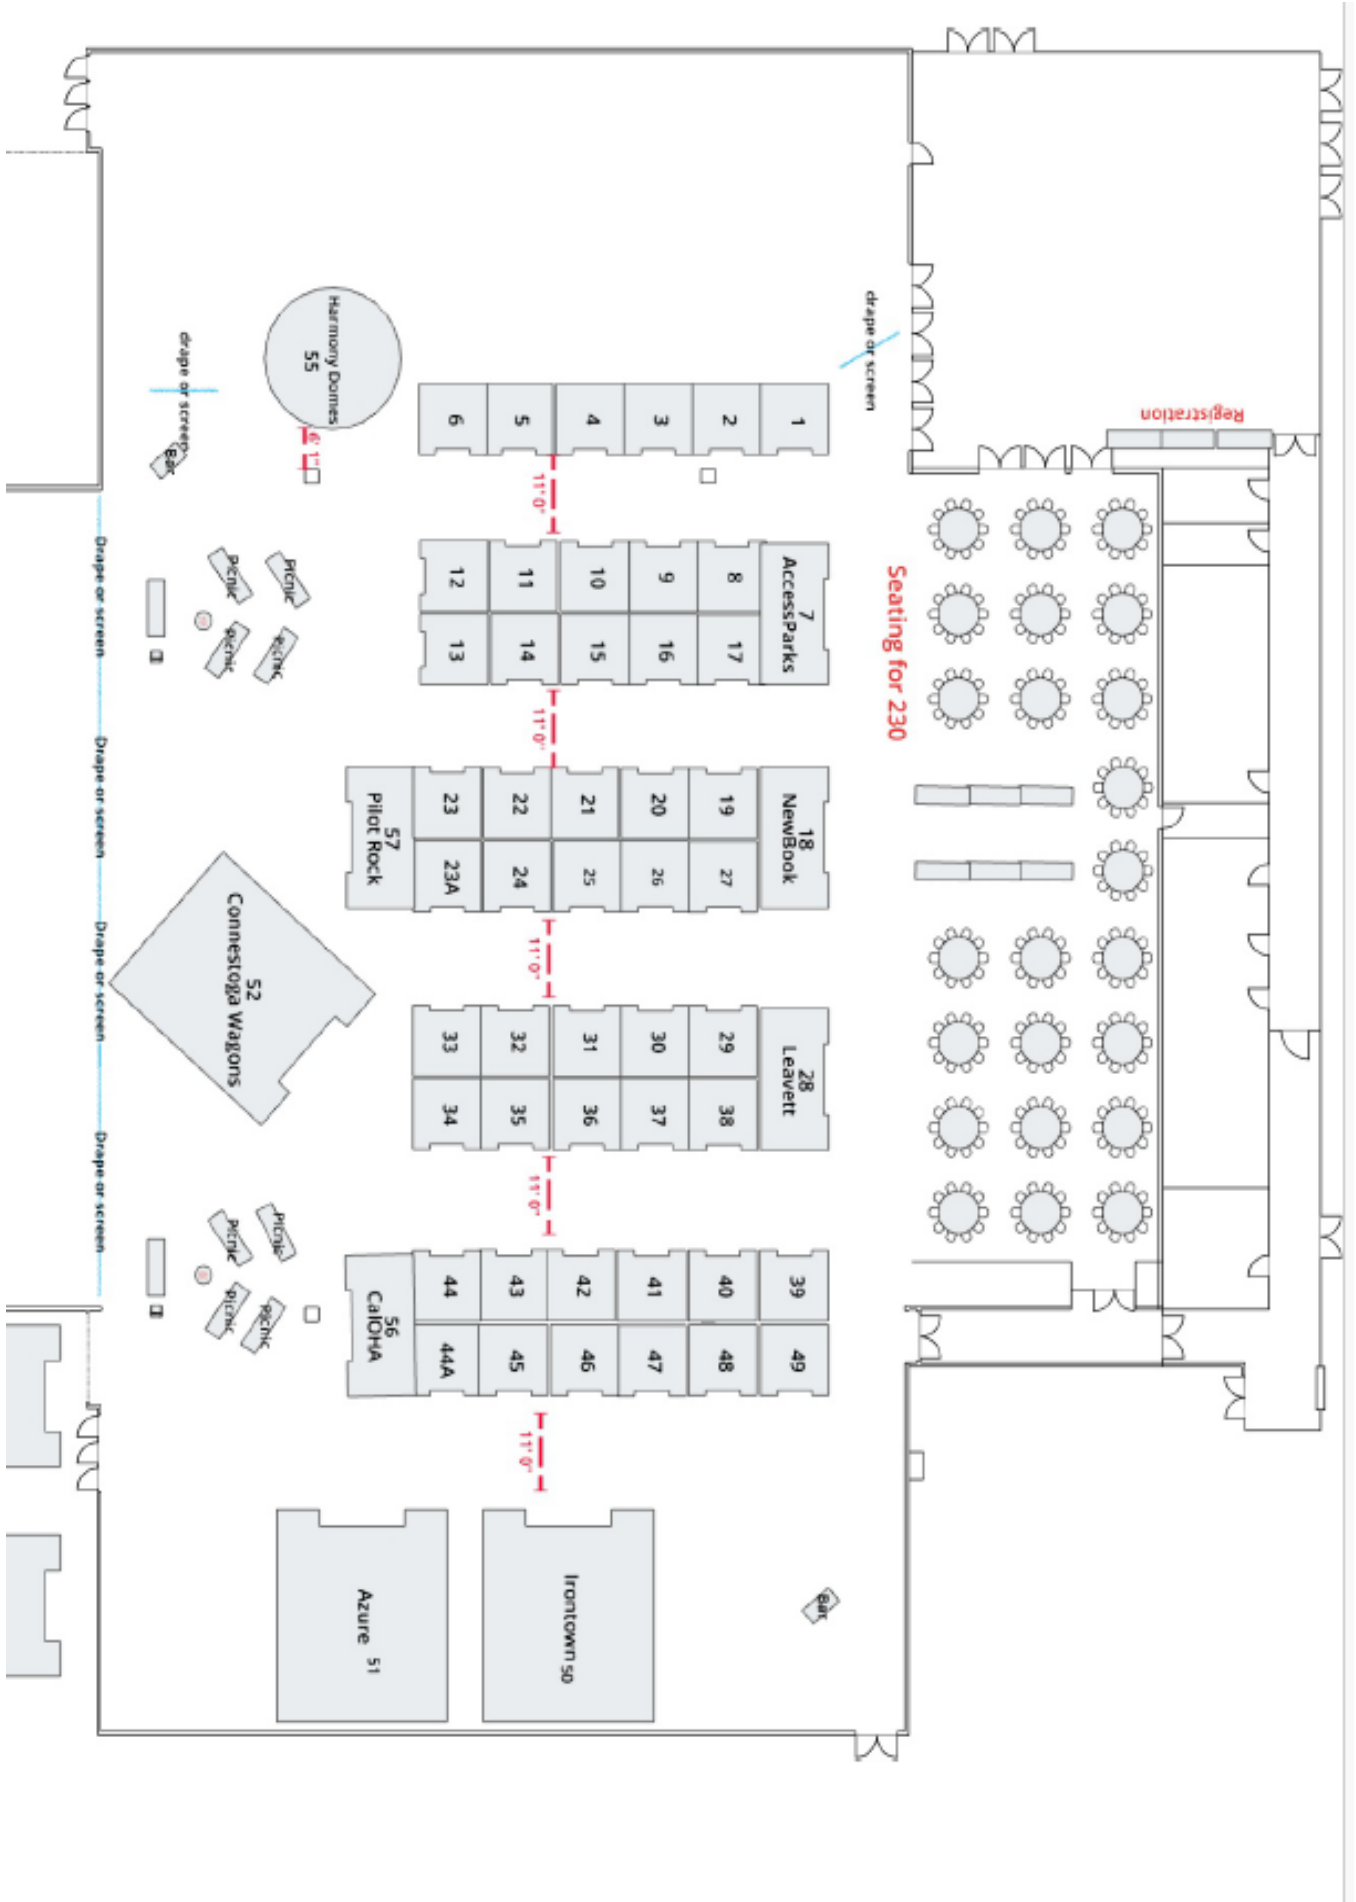 drape or screen
Harmony Domes
55
drape or screen
Bar
6' 1"
6
5
4
3
2
1
Registration
11' 0"
12
11
10
9
8
7
AccessParks
13
14
15
16
17
Seating for 230
Picnic
Picnic
Picnic
Picnic
Drape or screen
11' 0"
Drape or screen
57
Pilot Rock
23
22
21
20
19
18
NewBook
23A
24
25
26
27
11' 0"
52
Connestoga Wagons
Drape or screen
33
32
31
30
29
28
Leavett
34
35
36
37
38
Drape or screen
11' 0"
Picnic
Picnic
Picnic
Picnic
56
CalOHA
44
43
42
41
40
39
44A
45
46
47
48
49
11' 0"
Azure 51
Irontown 50
Bar